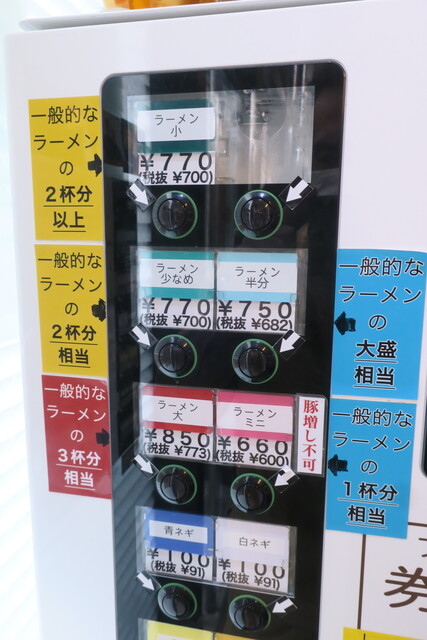 一般的な
ラーメン
の
2杯分
以上
ラーメン
小
¥770
(税抜 ¥700)
一般的な
ラーメン
の
2杯分
相当
ラーメン
少なめ
¥770
(税抜 ¥700)
ラーメン
半分
¥750
(税抜 ¥682)
一般的な
ラーメン
の
大盛
相当
一般的な
ラーメン
の
3杯分
相当
ラーメン
大
¥850
(税抜 ¥773)
ラーメン
ミニ
¥660
(税抜 ¥600)
豚増し不可
一般的な
ラーメン
の
1杯分
相当
青ネギ
¥100
(税抜 ¥91)
白ネギ
¥100
(税抜 ¥91)
券